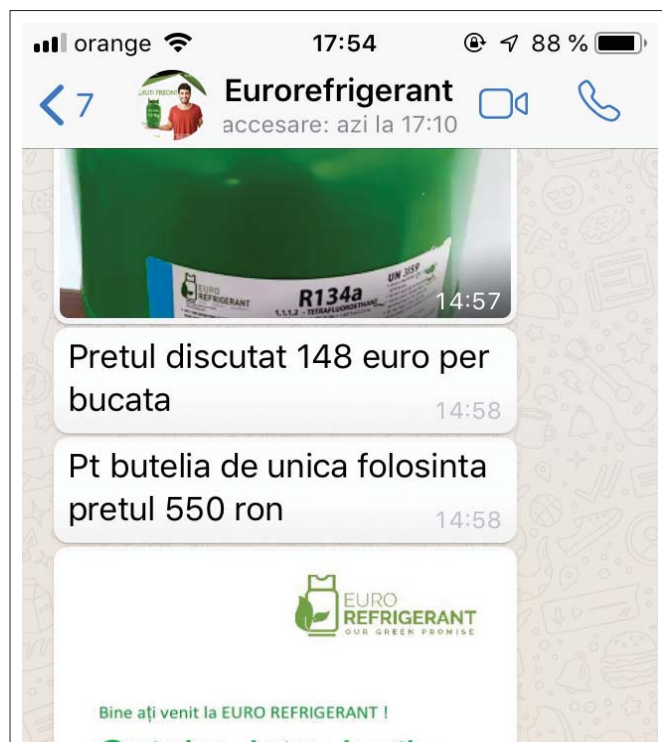 orange 17:54 88 %
7 Eurorefrigerant
accesare: azi la 17:10
EURO
REFRIGERANT
R134a
UN 3159
1,1,1,2 - TETRAFLUOROETHANE
14:57
Pretul discutat 148 euro per
bucata
14:58
Pt butelia de unica folosinta
pretul 550 ron
14:58
EURO
REFRIGERANT
OUR GREEN PROMISE
Bine ați venit la EURO REFRIGERANT !